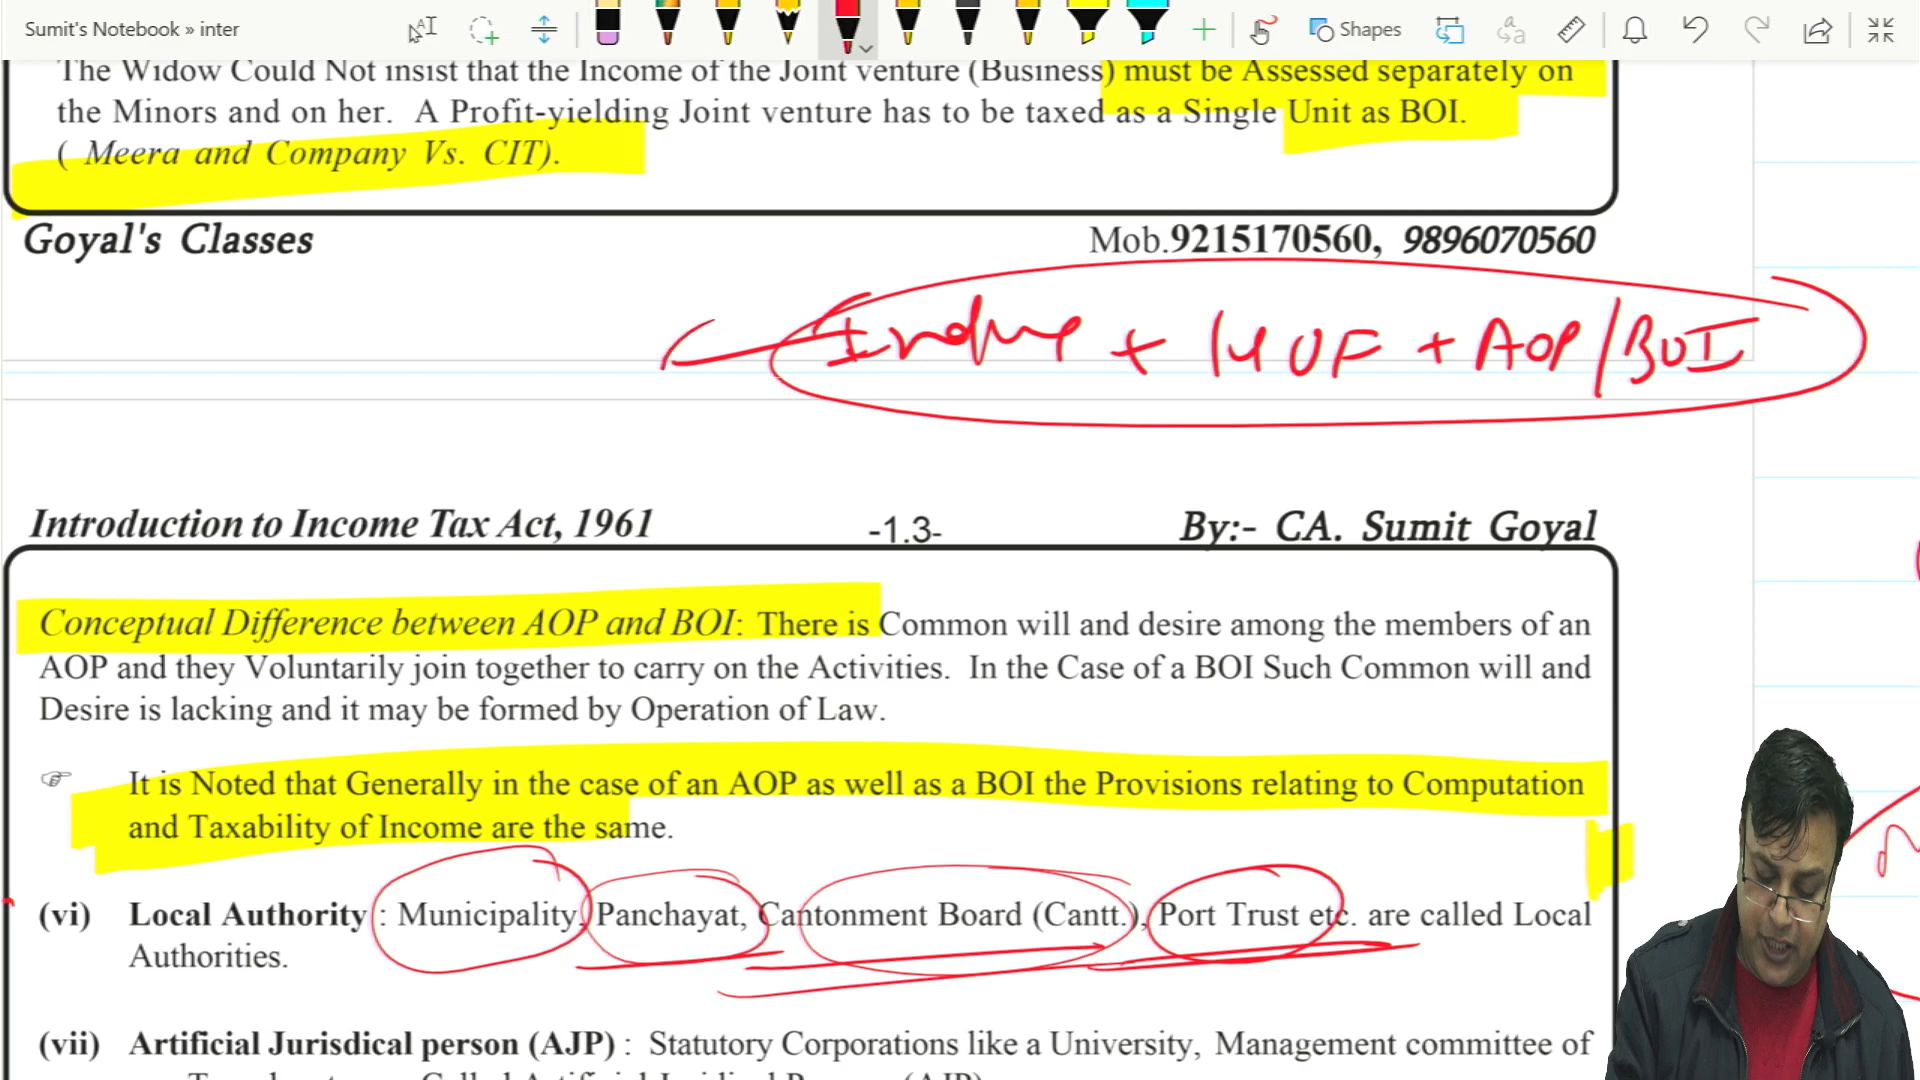 Sumit's Notebook » inter
Shapes
The Widow Could Not insist that the Income of the Joint venture (Business) must be Assessed separately on
the Minors and on her. A Profit-yielding Joint venture has to be taxed as a Single Unit as BOI.
( Meera and Company Vs. CIT).
Goyal's Classes
Mob.9215170560, 9896070560
+ HUF + AOP/BOI
Introduction to Income Tax Act, 1961 -1.3- By:- CA. Sumit Goyal
Conceptual Difference between AOP and BOI: There is Common will and desire among the members of an
AOP and they Voluntarily join together to carry on the Activities. In the Case of a BOI Such Common will and
Desire is lacking and it may be formed by Operation of Law.
It is Noted that Generally in the case of an AOP as well as a BOI the Provisions relating to Computation
and Taxability of Income are the same.
(vi) Local Authority : Municipality, Panchayat, Cantonment Board (Cantt.), Port Trust etc. are called Local
Authorities.
(vii) Artificial Jurisdical person (AJP) : Statutory Corporations like a University, Management committee of